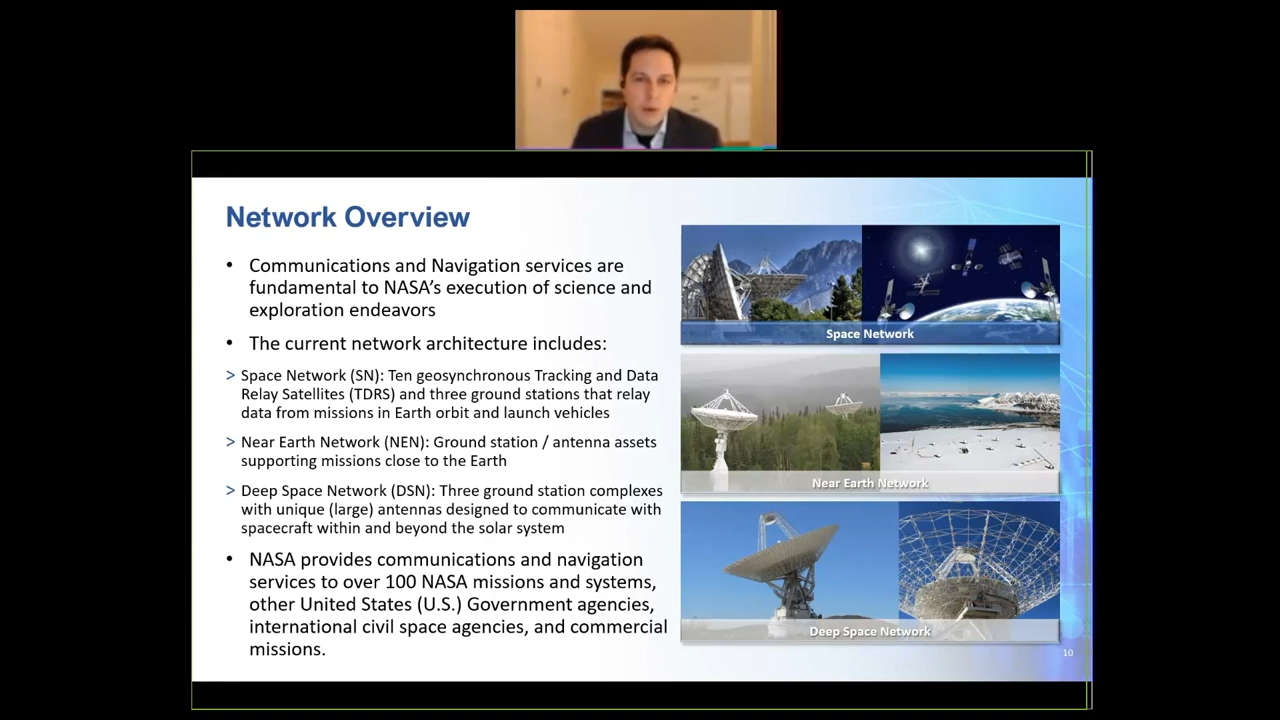 Network Overview
• Communications and Navigation services are
fundamental to NASA's execution of science and
exploration endeavors
• The current network architecture includes:
> Space Network (SN): Ten geosynchronous Tracking and Data
Relay Satellites (TDRS) and three ground stations that relay
data from missions in Earth orbit and launch vehicles
> Near Earth Network (NEN): Ground station / antenna assets
supporting missions close to the Earth
> Deep Space Network (DSN): Three ground station complexes
with unique (large) antennas designed to communicate with
spacecraft within and beyond the solar system
• NASA provides communications and navigation
services to over 100 NASA missions and systems,
other United States (U.S.) Government agencies,
international civil space agencies, and commercial
missions.
Space Network
Near Earth Network
Deep Space Network
10